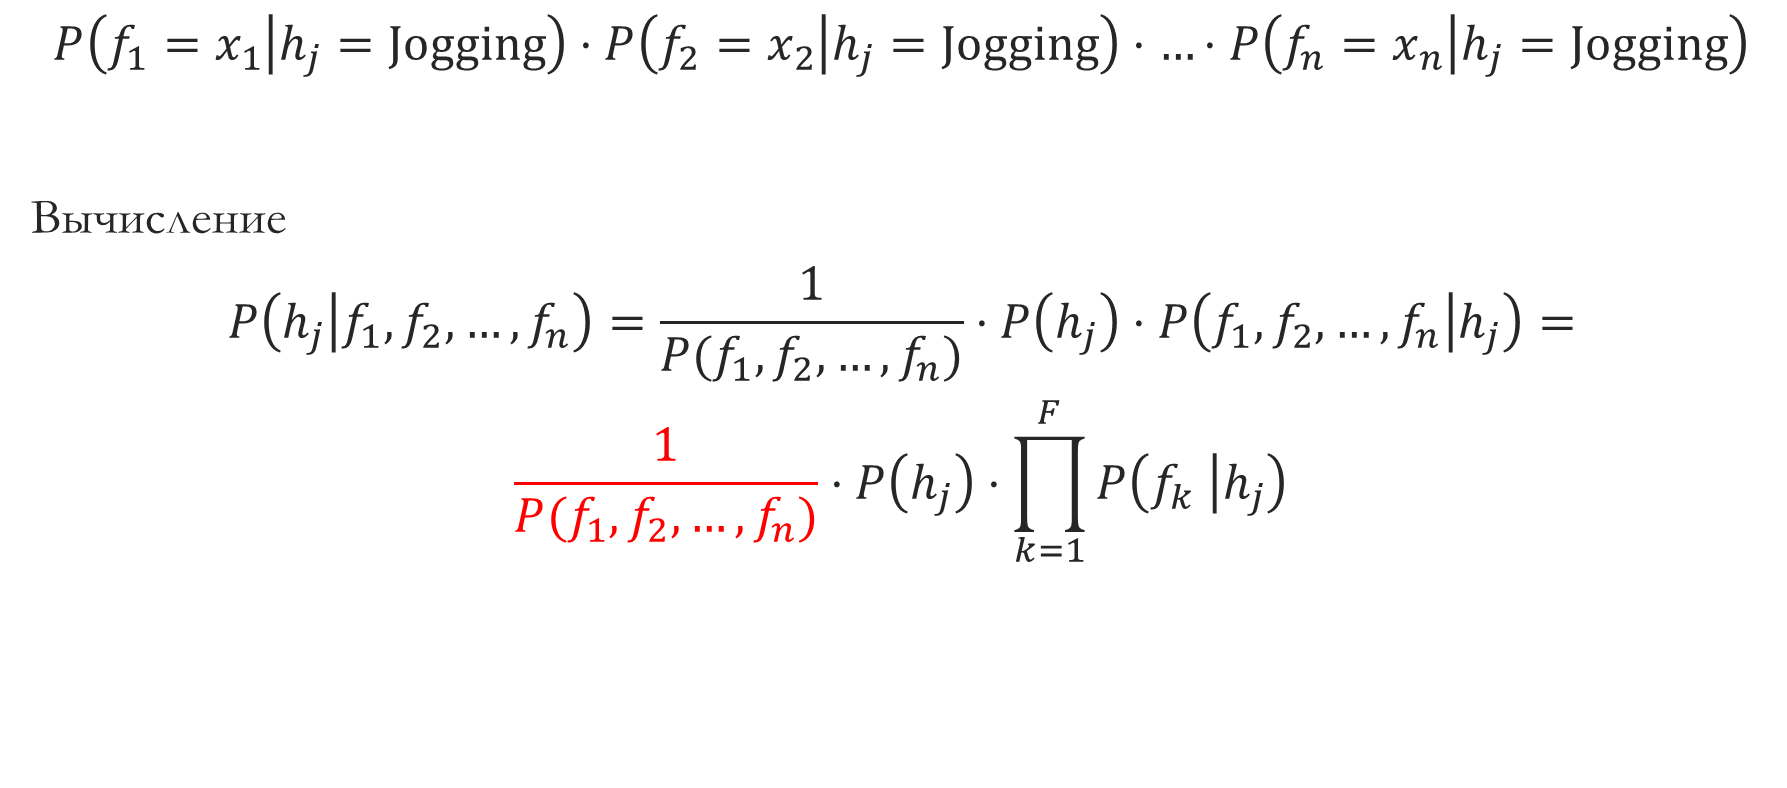 P(f₁ = x₁|hⱼ = Jogging) · P(f₂ = x₂|hⱼ = Jogging) · … · P(fₙ = xₙ|hⱼ = Jogging)
Вычисление
P(hⱼ|f₁, f₂, … , fₙ) = 1 / P(f₁, f₂, … , fₙ) · P(hⱼ) · P(f₁, f₂, … , fₙ|hⱼ) =
1 / P(f₁, f₂, … , fₙ) · P(hⱼ) · ∏ₖ₌₁ᶠ P(fₖ |hⱼ)